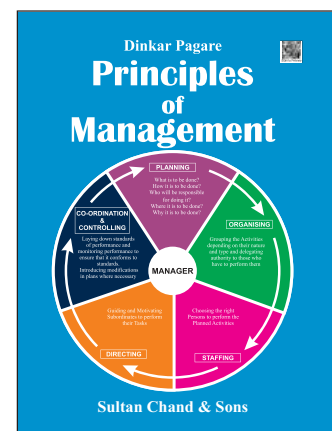 Dinkar Pagare
Principles
of
Management
PLANNING
What is to be done?
How it is to be done?
Who will be responsible
for doing it?
Where it is to be done?
Why it is to be done?
ORGANISING
Grouping the Activities
depending on their nature
and type and delegating
authority to those who
have to perform them
STAFFING
Choosing the right
Persons to perform the
Planned Activities
DIRECTING
Guiding and Motivating
Subordinates to perform
their Tasks
CO-ORDINATION
&
CONTROLLING
Laying down standards
of performance and
monitoring performance to
ensure that it conforms to
standards.
Introducing modifications
in plans where necessary
MANAGER
Sultan Chand & Sons